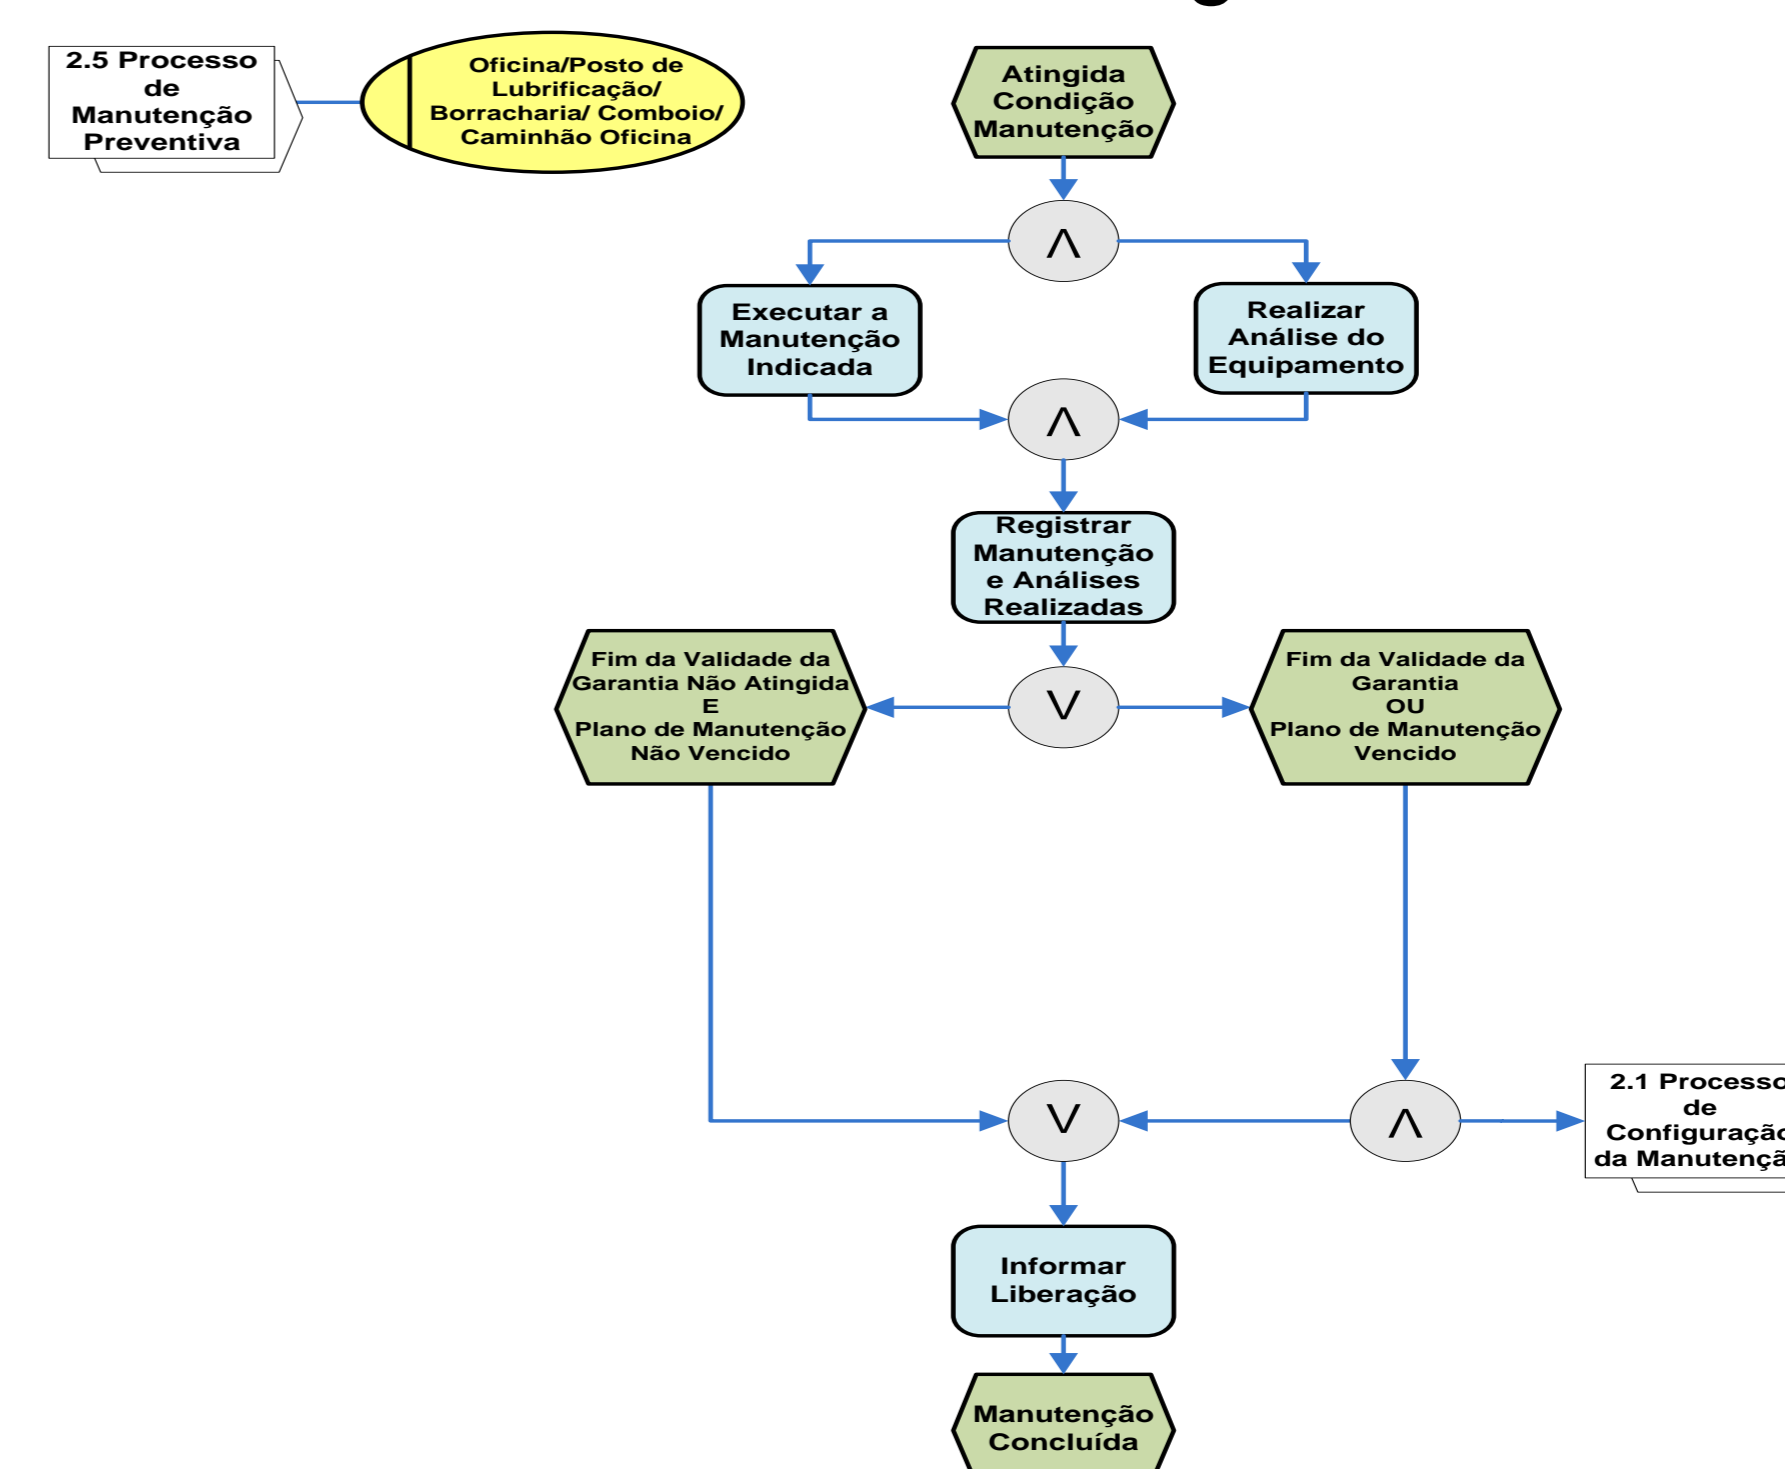 2.5 Processo
de
Manutenção
Preventiva
Oficina/Posto de
Lubrificação/
Borracharia/ Comboio/
Caminhão Oficina
Atingida
Condição
Manutenção
Λ
Executar a
Manutenção
Indicada
Realizar
Análise do
Equipamento
Λ
Registrar
Manutenção
e Análises
Realizadas
Fim da Validade da
Garantia Não Atingida
E
Plano de Manutenção
Não Vencido
V
Fim da Validade da
Garantia
OU
Plano de Manutenção
Vencido
V
Λ
2.1 Processo
de
Configuração
da Manutençã
Informar
Liberação
Manutenção
Concluída